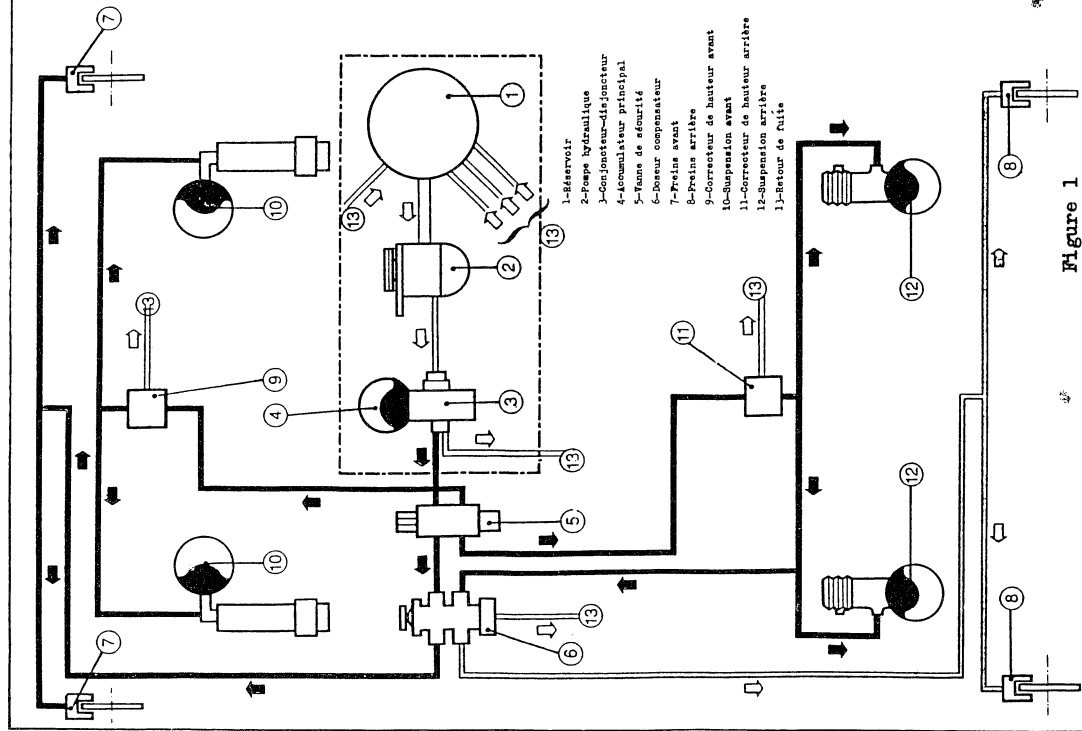 7
7
10
10
13
9
13
1
13
2
4
3
13
5
6
13
1-Réservoir
2-Pompe hydraulique
3-Conjoncteur-disjoncteur
4-Accumulateur principal
5-Vanne de sécurité
6-Doseur compensateur
7-Freins avant
8-Freins arrière
9-Correcteur de hauteur avant
10-Suspension avant
11-Correcteur de hauteur arrière
12-Suspension arrière
13-Retour de fuite
11
13
12
12
8
8
Figure 1